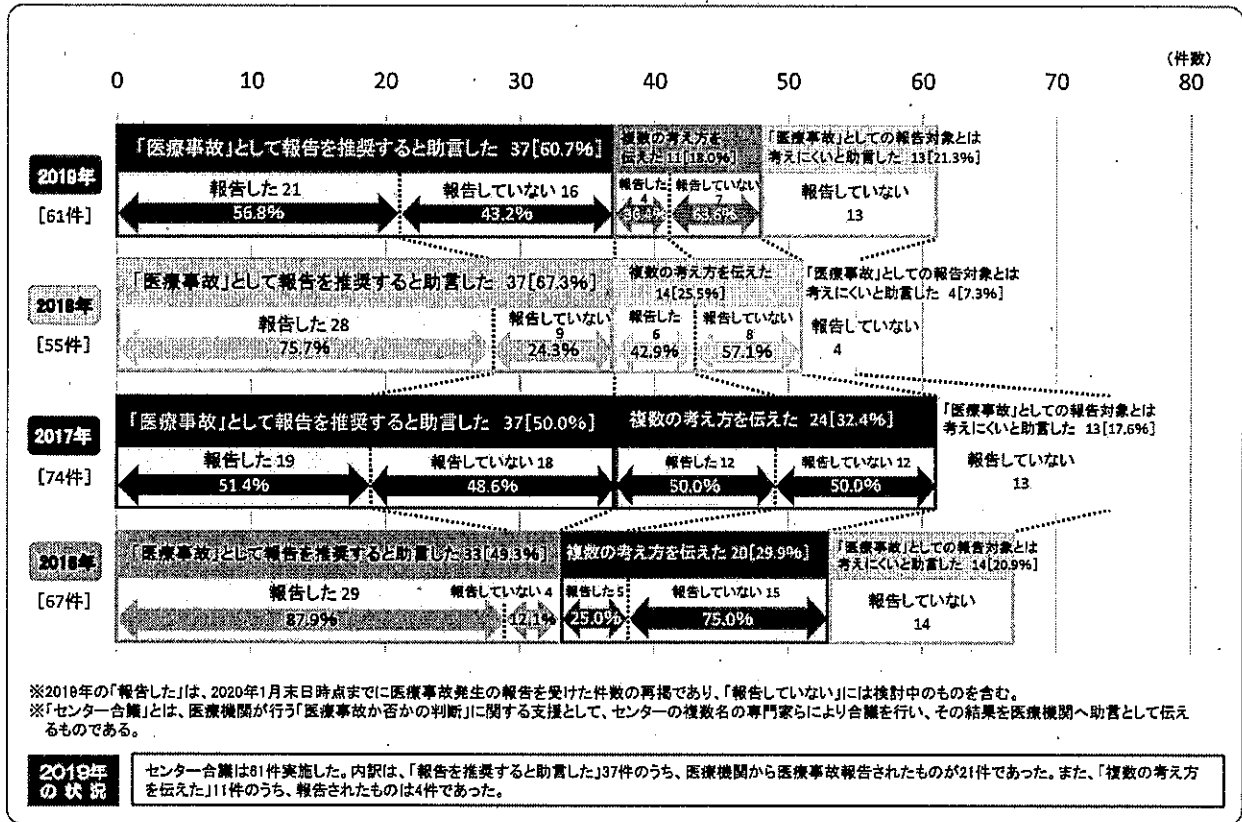 (件数)
0 10 20 30 40 50 60 70 80
「医療事故」として報告を推奨すると助言した 37[60.7%]
複数の考え方を
伝えた 11[18.0%]
「医療事故」としての報告対象とは
考えにくいと助言した 13[21.3%]
2019年
[61件]
報告した 21
56.8%
報告していない 16
43.2%
報告した
4
36.4%
報告していない
7
63.6%
報告していない
13
「医療事故」として報告を推奨すると助言した 37[67.3%]
複数の考え方を伝えた
14[25.5%]
「医療事故」としての報告対象とは
考えにくいと助言した 4[7.3%]
2018年
[55件]
報告した 28
75.7%
報告していない
9
24.3%
報告した
6
42.9%
報告していない
8
57.1%
報告していない
4
「医療事故」として報告を推奨すると助言した 37[50.0%]
複数の考え方を伝えた 24[32.4%]
「医療事故」としての報告対象とは
考えにくいと助言した 13[17.6%]
2017年
[74件]
報告した 19
51.4%
報告していない 18
48.6%
報告した 12
50.0%
報告していない 12
50.0%
報告していない
13
「医療事故」として報告を推奨すると助言した 33[49.3%]
複数の考え方を伝えた 20[29.9%]
「医療事故」としての報告対象とは
考えにくいと助言した 14[20.9%]
2016年
[67件]
報告した 29
87.9%
報告していない 4
12.1%
報告した 5
25.0%
報告していない 15
75.0%
報告していない
14
※2019年の「報告した」は、2020年1月末日時点までに医療事故発生の報告を受けた件数の再掲であり、「報告していない」には検討中のものを含む。
※「センター合議」とは、医療機関が行う「医療事故か否かの判断」に関する支援として、センターの複数名の専門家らにより合議を行い、その結果を医療機関へ助言として伝え
るものである。
2019年
の状況
センター合議は61件実施した。内訳は、「報告を推奨すると助言した」37件のうち、医療機関から医療事故報告されたものが21件であった。また、「複数の考え方
を伝えた」11件のうち、報告されたものは4件であった。